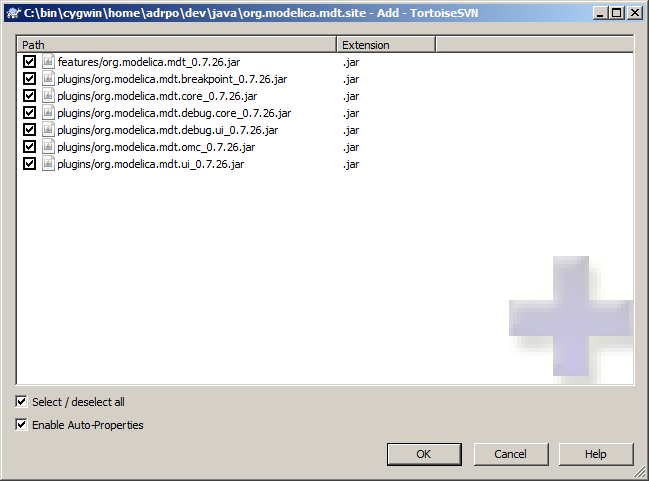 C:\bin\cygwin\home\adrpo\dev\java\org.modelica.mdt.site - Add - TortoiseSVN
Path Extension
features/org.modelica.mdt_0.7.26.jar .jar
plugins/org.modelica.mdt.breakpoint_0.7.26.jar .jar
plugins/org.modelica.mdt.core_0.7.26.jar .jar
plugins/org.modelica.mdt.debug.core_0.7.26.jar .jar
plugins/org.modelica.mdt.debug.ui_0.7.26.jar .jar
plugins/org.modelica.mdt.omc_0.7.26.jar .jar
plugins/org.modelica.mdt.ui_0.7.26.jar .jar
Select / deselect all
Enable Auto-Properties
OK Cancel Help